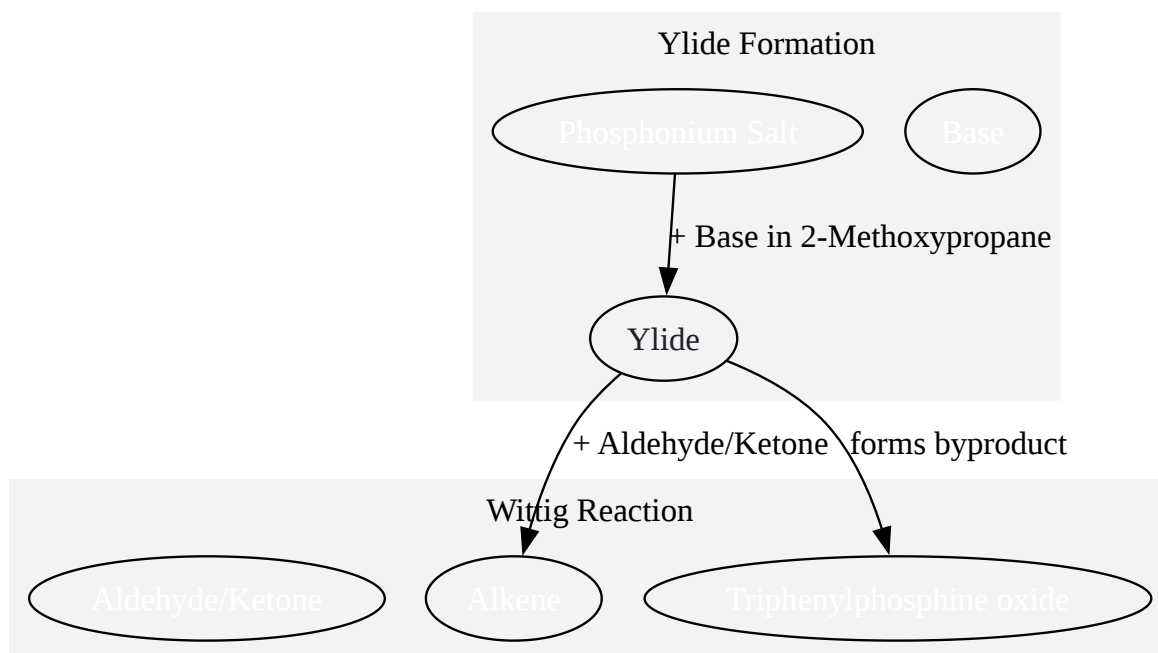 Ylide Formation
Phosphonium Salt
Base
+ Base in 2-Methoxypropane
Ylide
+ Aldehyde/Ketone
forms byproduct
Wittig Reaction
Aldehyde/Ketone
Alkene
Triphenylphosphine oxide